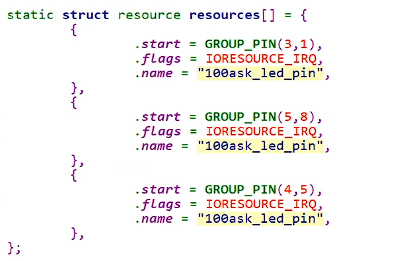 static struct resource resources[] = {
        {
                .start = GROUP_PIN(3,1),
                .flags = IORESOURCE_IRQ,
                .name = "100ask_led_pin",
        },
        {
                .start = GROUP_PIN(5,8),
                .flags = IORESOURCE_IRQ,
                .name = "100ask_led_pin",
        },
        {
                .start = GROUP_PIN(4,5),
                .flags = IORESOURCE_IRQ,
                .name = "100ask_led_pin",
        },
};